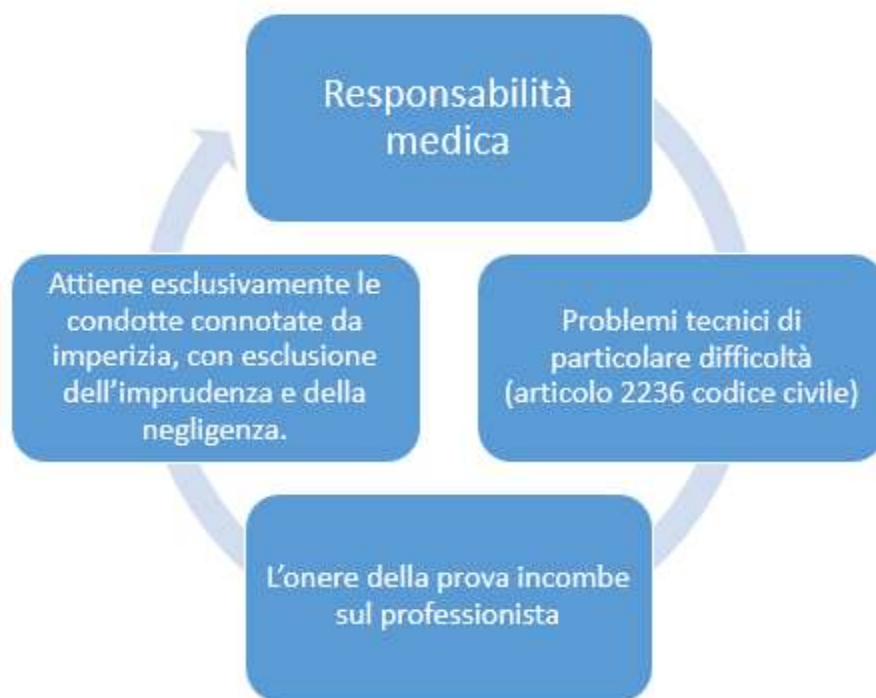 Responsabilità
medica
Problemi tecnici di
particolare difficoltà
(articolo 2236 codice civile)
L'onere della prova incombe
sul professionista
Attiene esclusivamente le
condotte connotate da
imperizia, con esclusione
dell'imprudenza e della
negligenza.